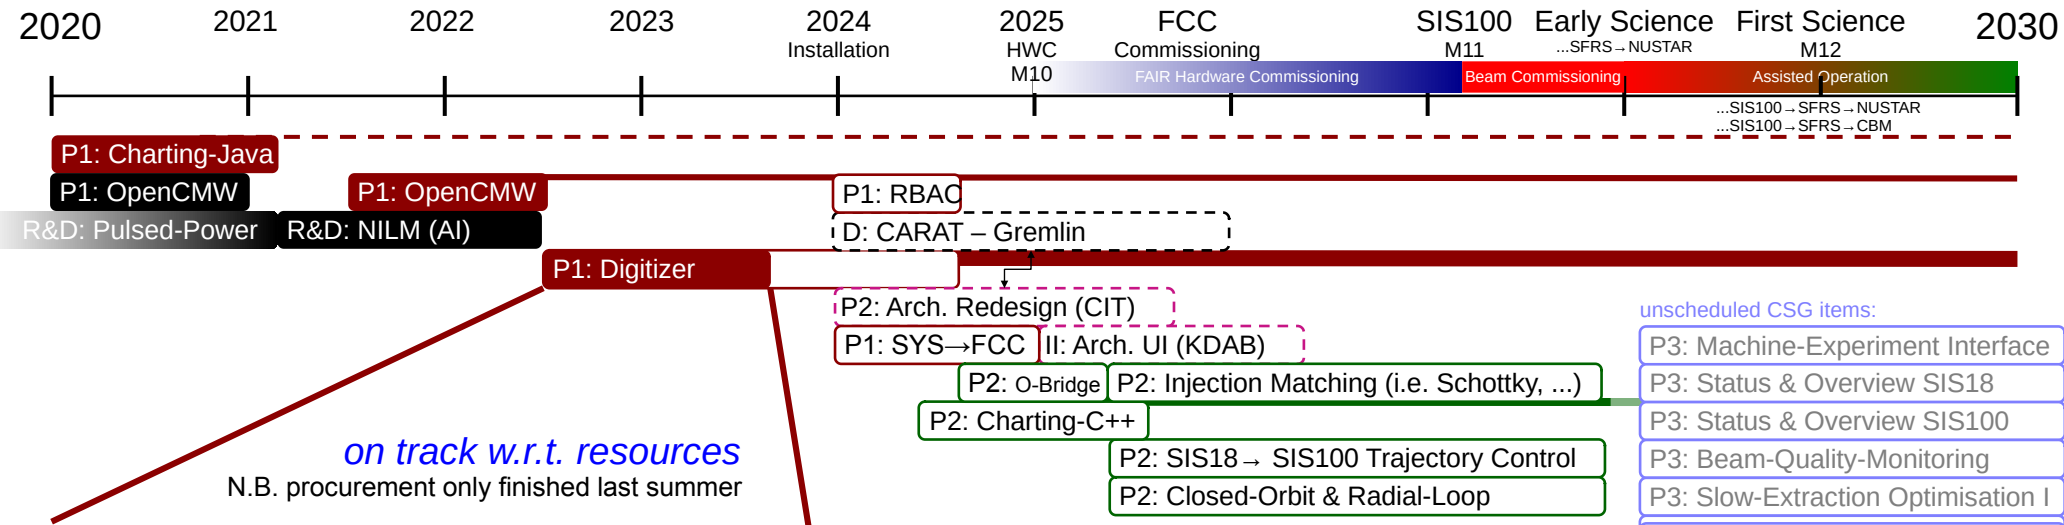 2020 2021 2022 2023 2024 2025 FCC SIS100 Early Science First Science 2030
Installation HWC Commissioning M11 ...SFRS→NUSTAR M12
M10 FAIR Hardware Commissioning Beam Commissioning Assisted Operation
...SIS100→SFRS→NUSTAR
...SIS100→SFRS→CBM
P1: Charting-Java
P1: OpenCMW P1: OpenCMW P1: RBAC
R&D: Pulsed-Power R&D: NILM (AI) D: CARAT – Gremlin
P1: Digitizer
P2: Arch. Redesign (CIT) unscheduled CSG items:
P1: SYS→FCC II: Arch. UI (KDAB) P3: Machine-Experiment Interface
P2: O-Bridge P2: Injection Matching (i.e. Schottky, ...) P3: Status & Overview SIS18
P2: Charting-C++ P3: Status & Overview SIS100
on track w.r.t. resources P2: SIS18→ SIS100 Trajectory Control P3: Beam-Quality-Monitoring
N.B. procurement only finished last summer P2: Closed-Orbit & Radial-Loop P3: Slow-Extraction Optimisation I